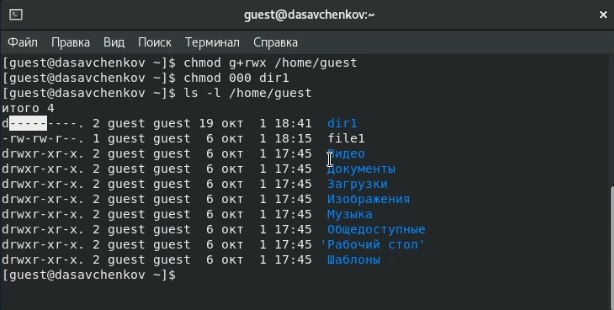 guest@dasavchenkov:~
Файл Правка Вид Поиск Терминал Справка
[guest@dasavchenkov ~]$ chmod g+rwx /home/guest
[guest@dasavchenkov ~]$ chmod 000 dir1
[guest@dasavchenkov ~]$ ls -l /home/guest
итого 4
d---------. 2 guest guest 19 окт  1 18:41  dir1
-rw-rw-r--. 1 guest guest  6 окт  1 18:15  file1
drwxr-xr-x. 2 guest guest  6 окт  1 17:45  Видео
drwxr-xr-x. 2 guest guest  6 окт  1 17:45  Документы
drwxr-xr-x. 2 guest guest  6 окт  1 17:45  Загрузки
drwxr-xr-x. 2 guest guest  6 окт  1 17:45  Изображения
drwxr-xr-x. 2 guest guest  6 окт  1 17:45  Музыка
drwxr-xr-x. 2 guest guest  6 окт  1 17:45  Общедоступные
drwxr-xr-x. 2 guest guest  6 окт  1 17:45 'Рабочий стол'
drwxr-xr-x. 2 guest guest  6 окт  1 17:45  Шаблоны
[guest@dasavchenkov ~]$